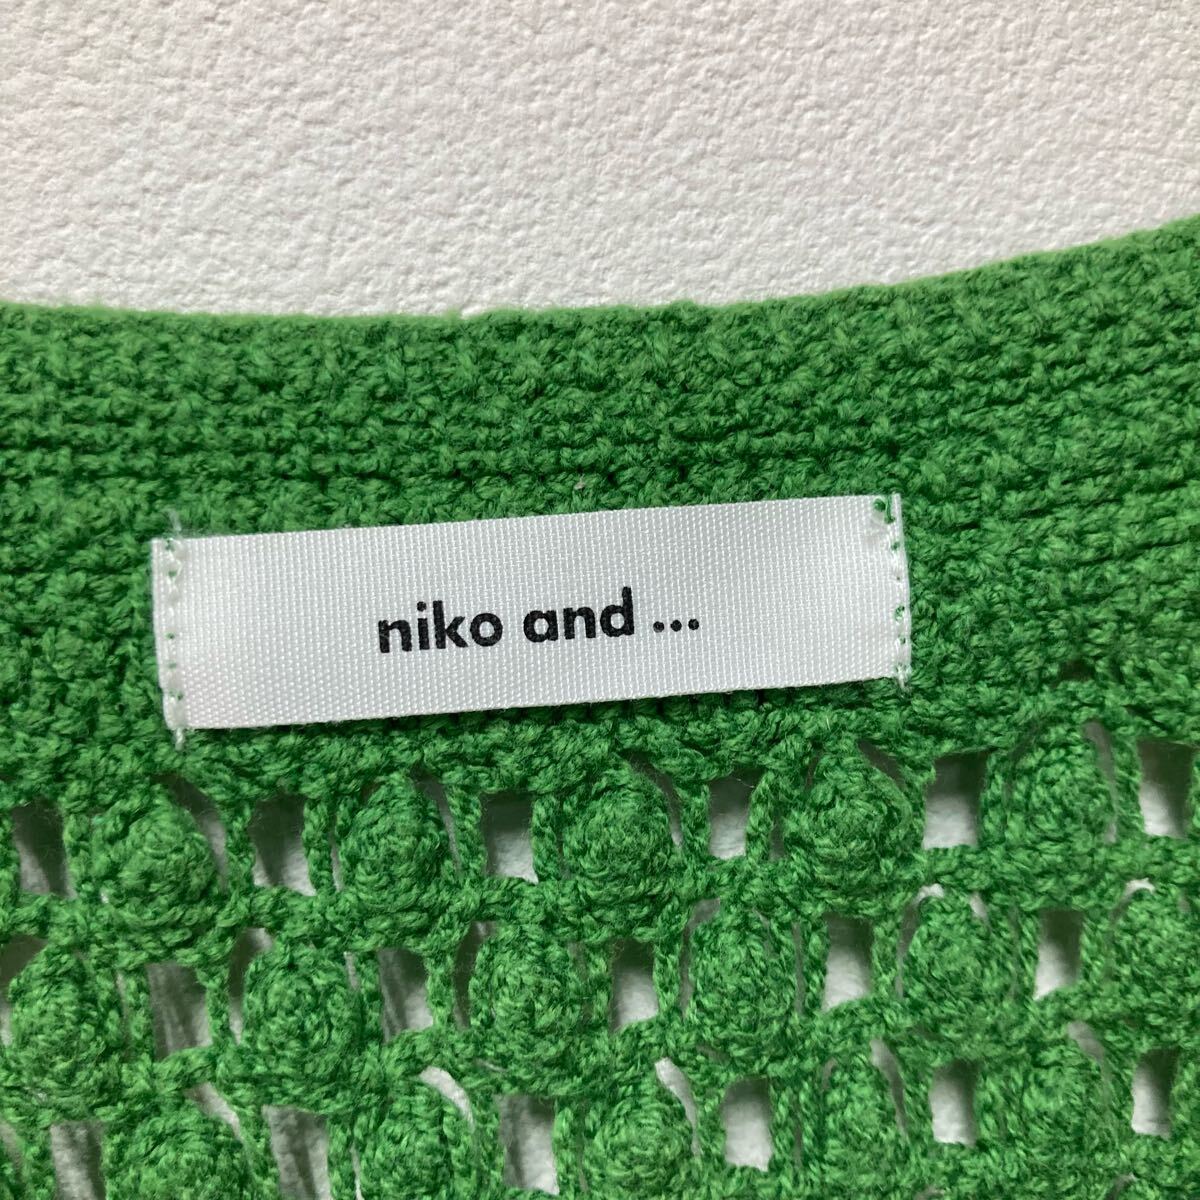 niko and ...